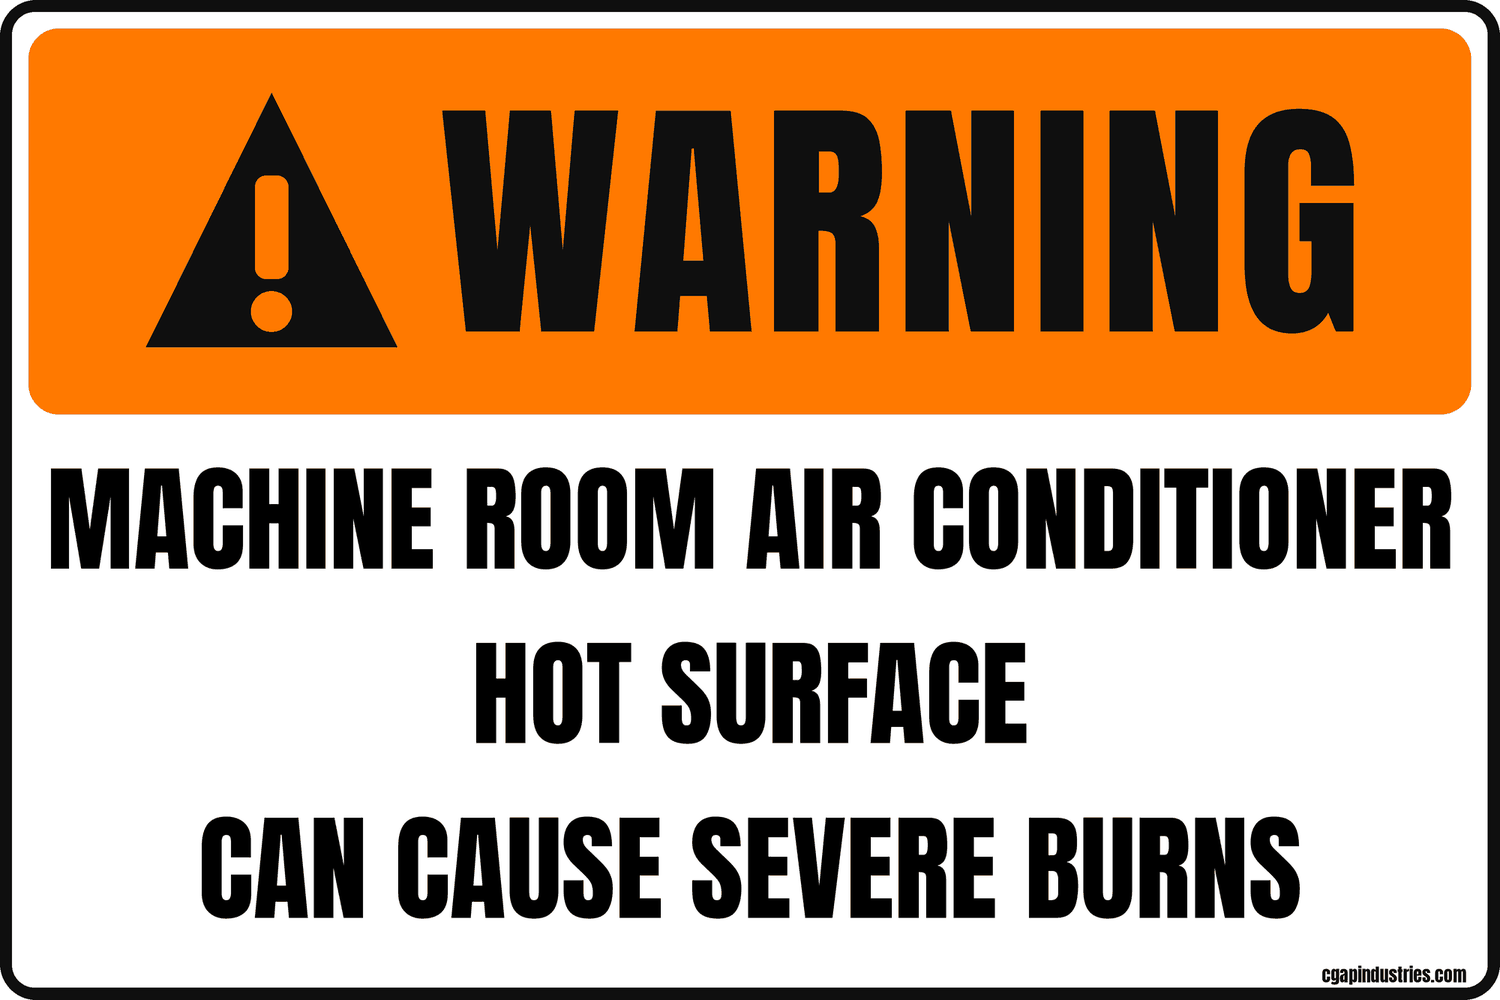 WARNING
MACHINE ROOM AIR CONDITIONER
HOT SURFACE
CAN CAUSE SEVERE BURNS
cgapindustries.com